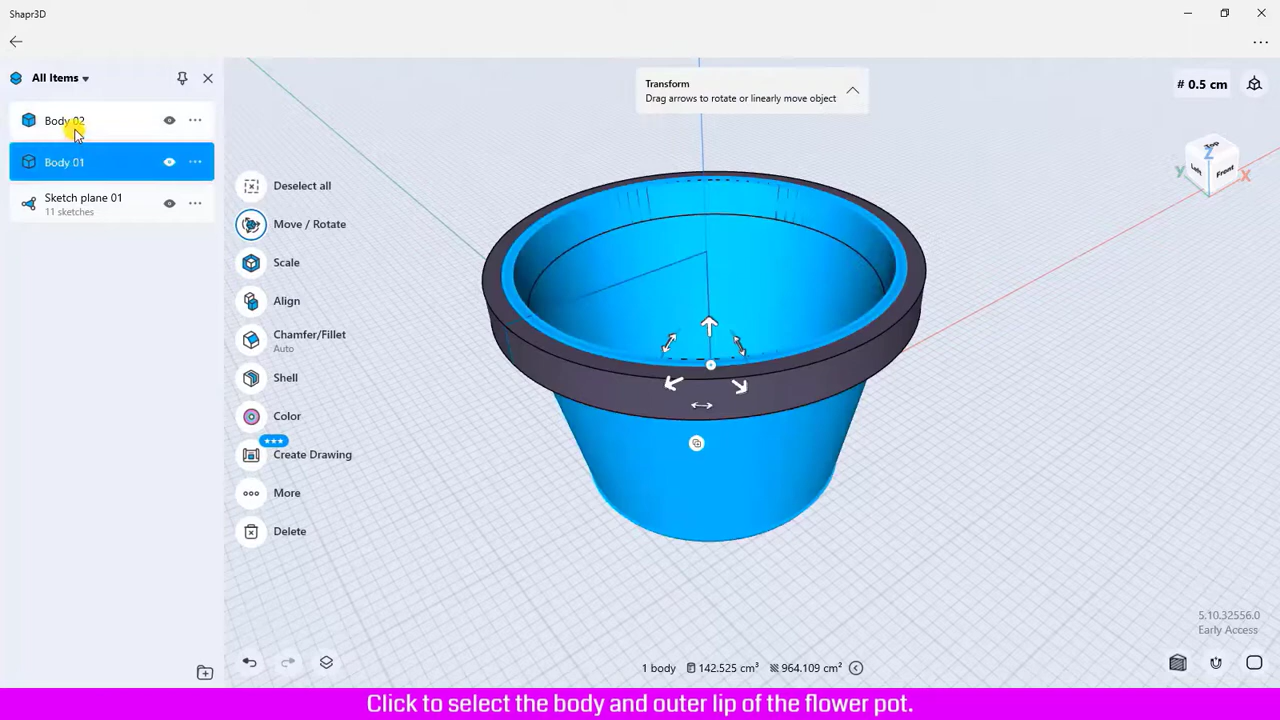 Shapr3D
All Items
Body 02
Body 01
Sketch plane 01
11 sketches
Transform
Drag arrows to rotate or linearly move object
# 0.5 cm
Top
Z
Y
Left
Front
X
Deselect all
Move / Rotate
Scale
Align
Chamfer/Fillet
Auto
Shell
Color
Create Drawing
More
Delete
5.10.32556.0
Early Access
1 body 142.525 cm³ 964.109 cm²
Click to select the body and outer lip of the flower pot.